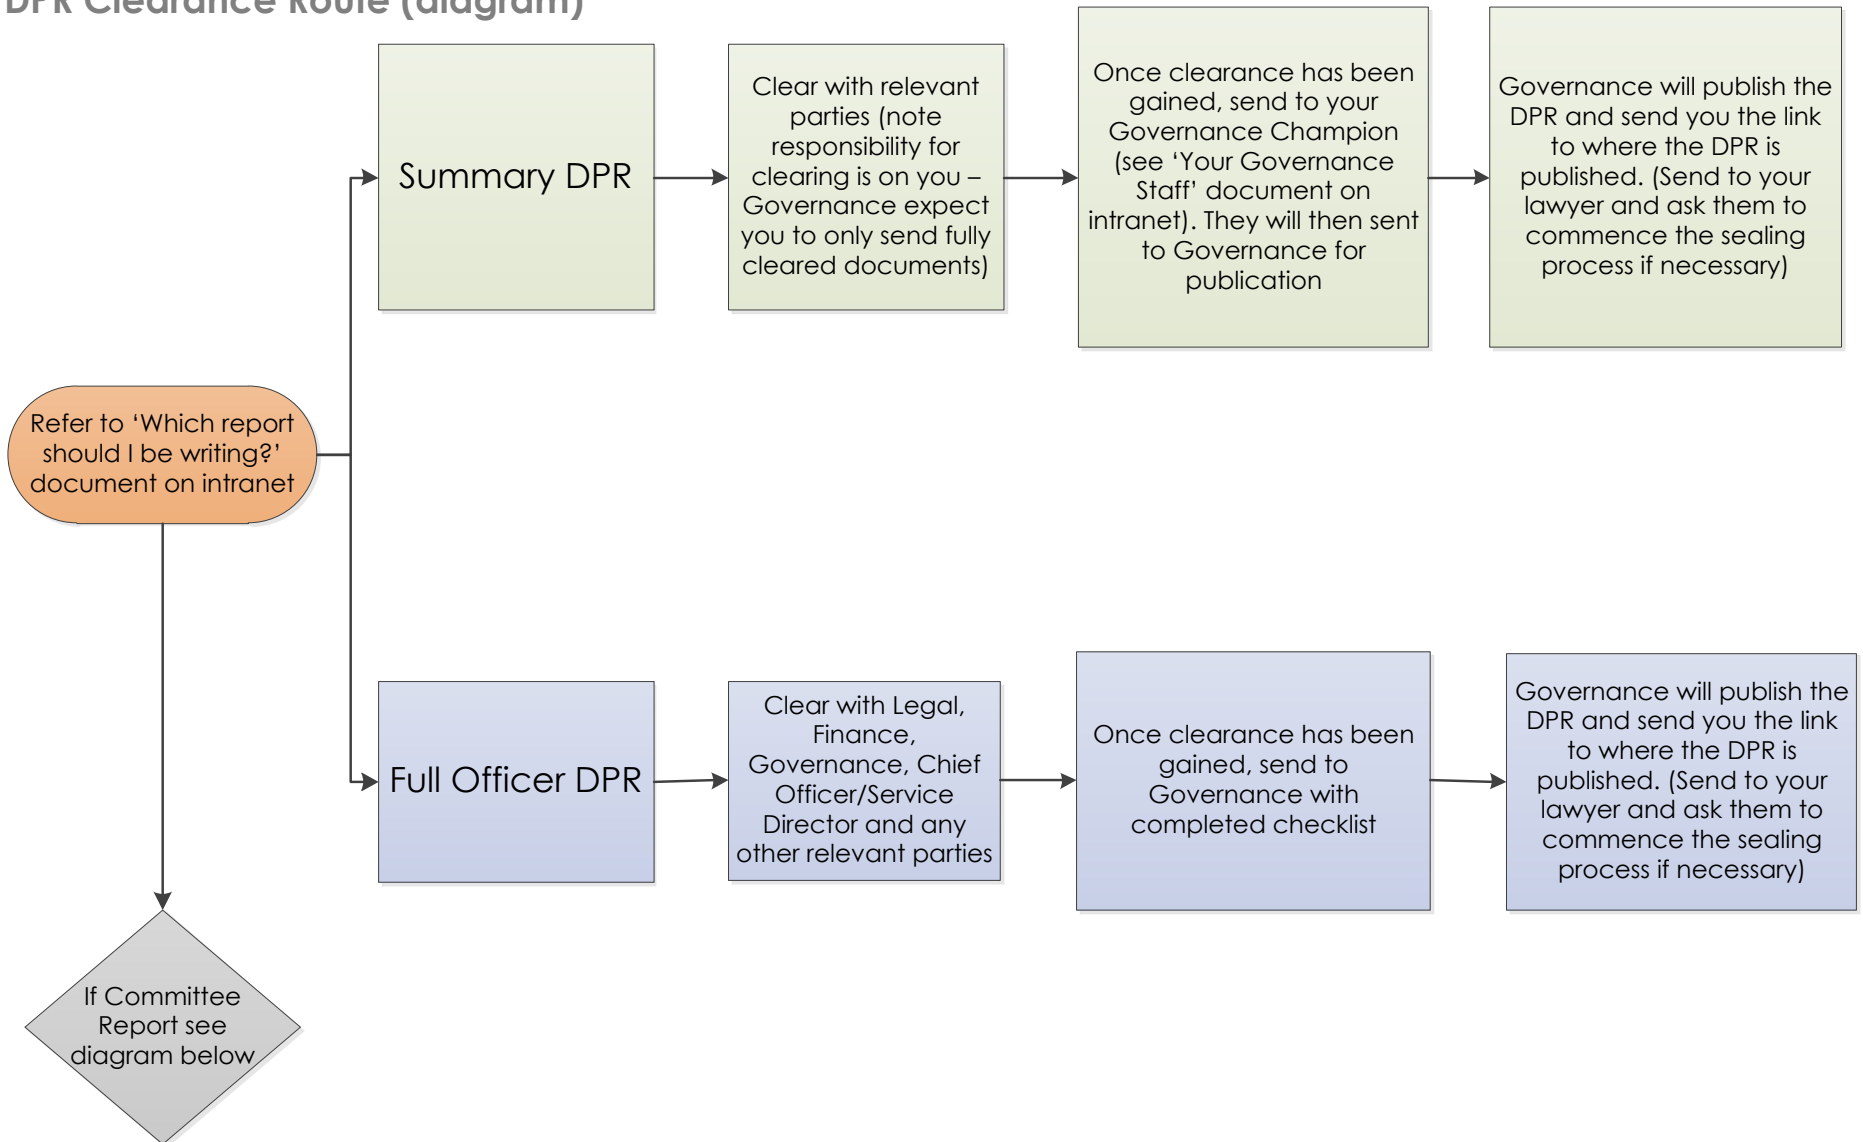 DPR Clearance Route (diagram)
Summary DPR
Clear with relevant
parties (note
responsibility for
clearing is on you –
Governance expect
you to only send fully
cleared documents)
Once clearance has been
gained, send to your
Governance Champion
(see ‘Your Governance
Staff’ document on
intranet). They will then sent
to Governance for
publication
Governance will publish the
DPR and send you the link
to where the DPR is
published. (Send to your
lawyer and ask them to
commence the sealing
process if necessary)
Refer to ‘Which report
should I be writing?’
document on intranet
Full Officer DPR
Clear with Legal,
Finance,
Governance, Chief
Officer/Service
Director and any
other relevant parties
Once clearance has been
gained, send to
Governance with
completed checklist
Governance will publish the
DPR and send you the link
to where the DPR is
published. (Send to your
lawyer and ask them to
commence the sealing
process if necessary)
If Committee
Report see
diagram below